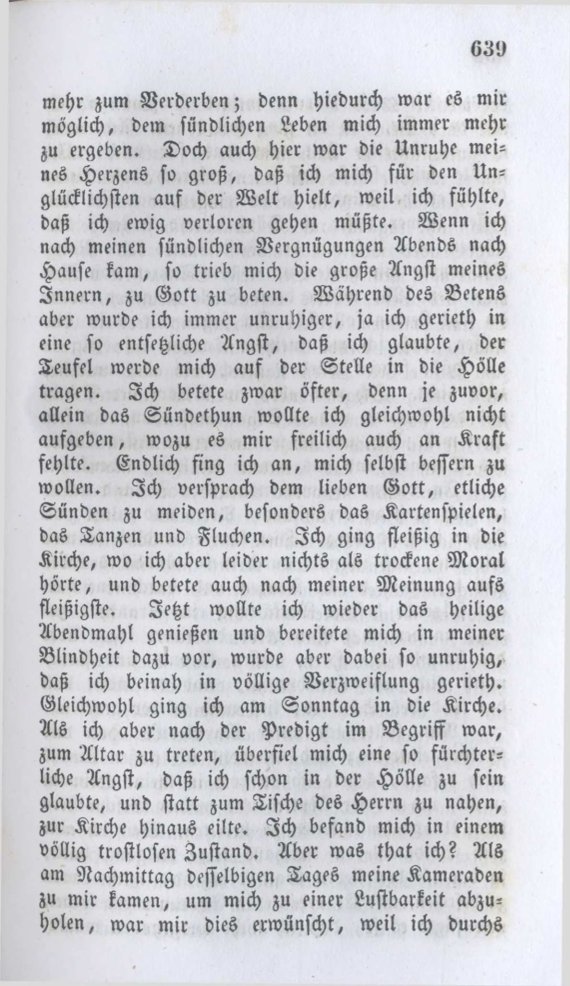 639
mehr zum Verderben; denn hiedurch war es mir
möglich, dem sündlichen Leben mich immer mehr
zu ergeben. Doch auch hier war die Unruhe mei=
nes Herzens so groß, daß ich mich für den Un=
glücklichsten auf der Welt hielt, weil ich fühlte,
daß ich ewig verloren gehen müßte. Wenn ich
nach meinen sündlichen Vergnügungen Abends nach
Hause kam, so trieb mich die große Angst meines
Innern, zu Gott zu beten. Während des Betens
aber wurde ich immer unruhiger, ja ich gerieth in
eine so entsetzliche Angst, daß ich glaubte, der
Teufel werde mich auf der Stelle in die Hölle
tragen. Ich betete zwar öfter, denn je zuvor,
allein das Sündethun wollte ich gleichwohl nicht
aufgeben, wozu es mir freilich auch an Kraft
fehlte. Endlich fing ich an, mich selbst bessern zu
wollen. Ich versprach dem lieben Gott, etliche
Sünden zu meiden, besonders das Kartenspielen,
das Tanzen und Fluchen. Ich ging fleißig in die
Kirche, wo ich aber leider nichts als trockene Moral
hörte, und betete auch nach meiner Meinung aufs
fleißigste. Jetzt wollte ich wieder das heilige
Abendmahl genießen und bereitete mich in meiner
Blindheit dazu vor, wurde aber dabei so unruhig,
daß ich beinah in völlige Verzweiflung gerieth.
Gleichwohl ging ich am Sonntag in die Kirche.
Als ich aber nach der Predigt im Begriff war,
zum Altar zu treten, überfiel mich eine so fürchter=
liche Angst, daß ich schon in der Hölle zu sein
glaubte, und statt zum Tische des Herrn zu nahen,
zur Kirche hinaus eilte. Ich befand mich in einem
völlig trostlosen Zustand. Aber was that ich? Als
am Nachmittag desselbigen Tages meine Kameraden
zu mir kamen, um mich zu einer Lustbarkeit abzu=
holen, war mir dies erwünscht, weil ich durchs